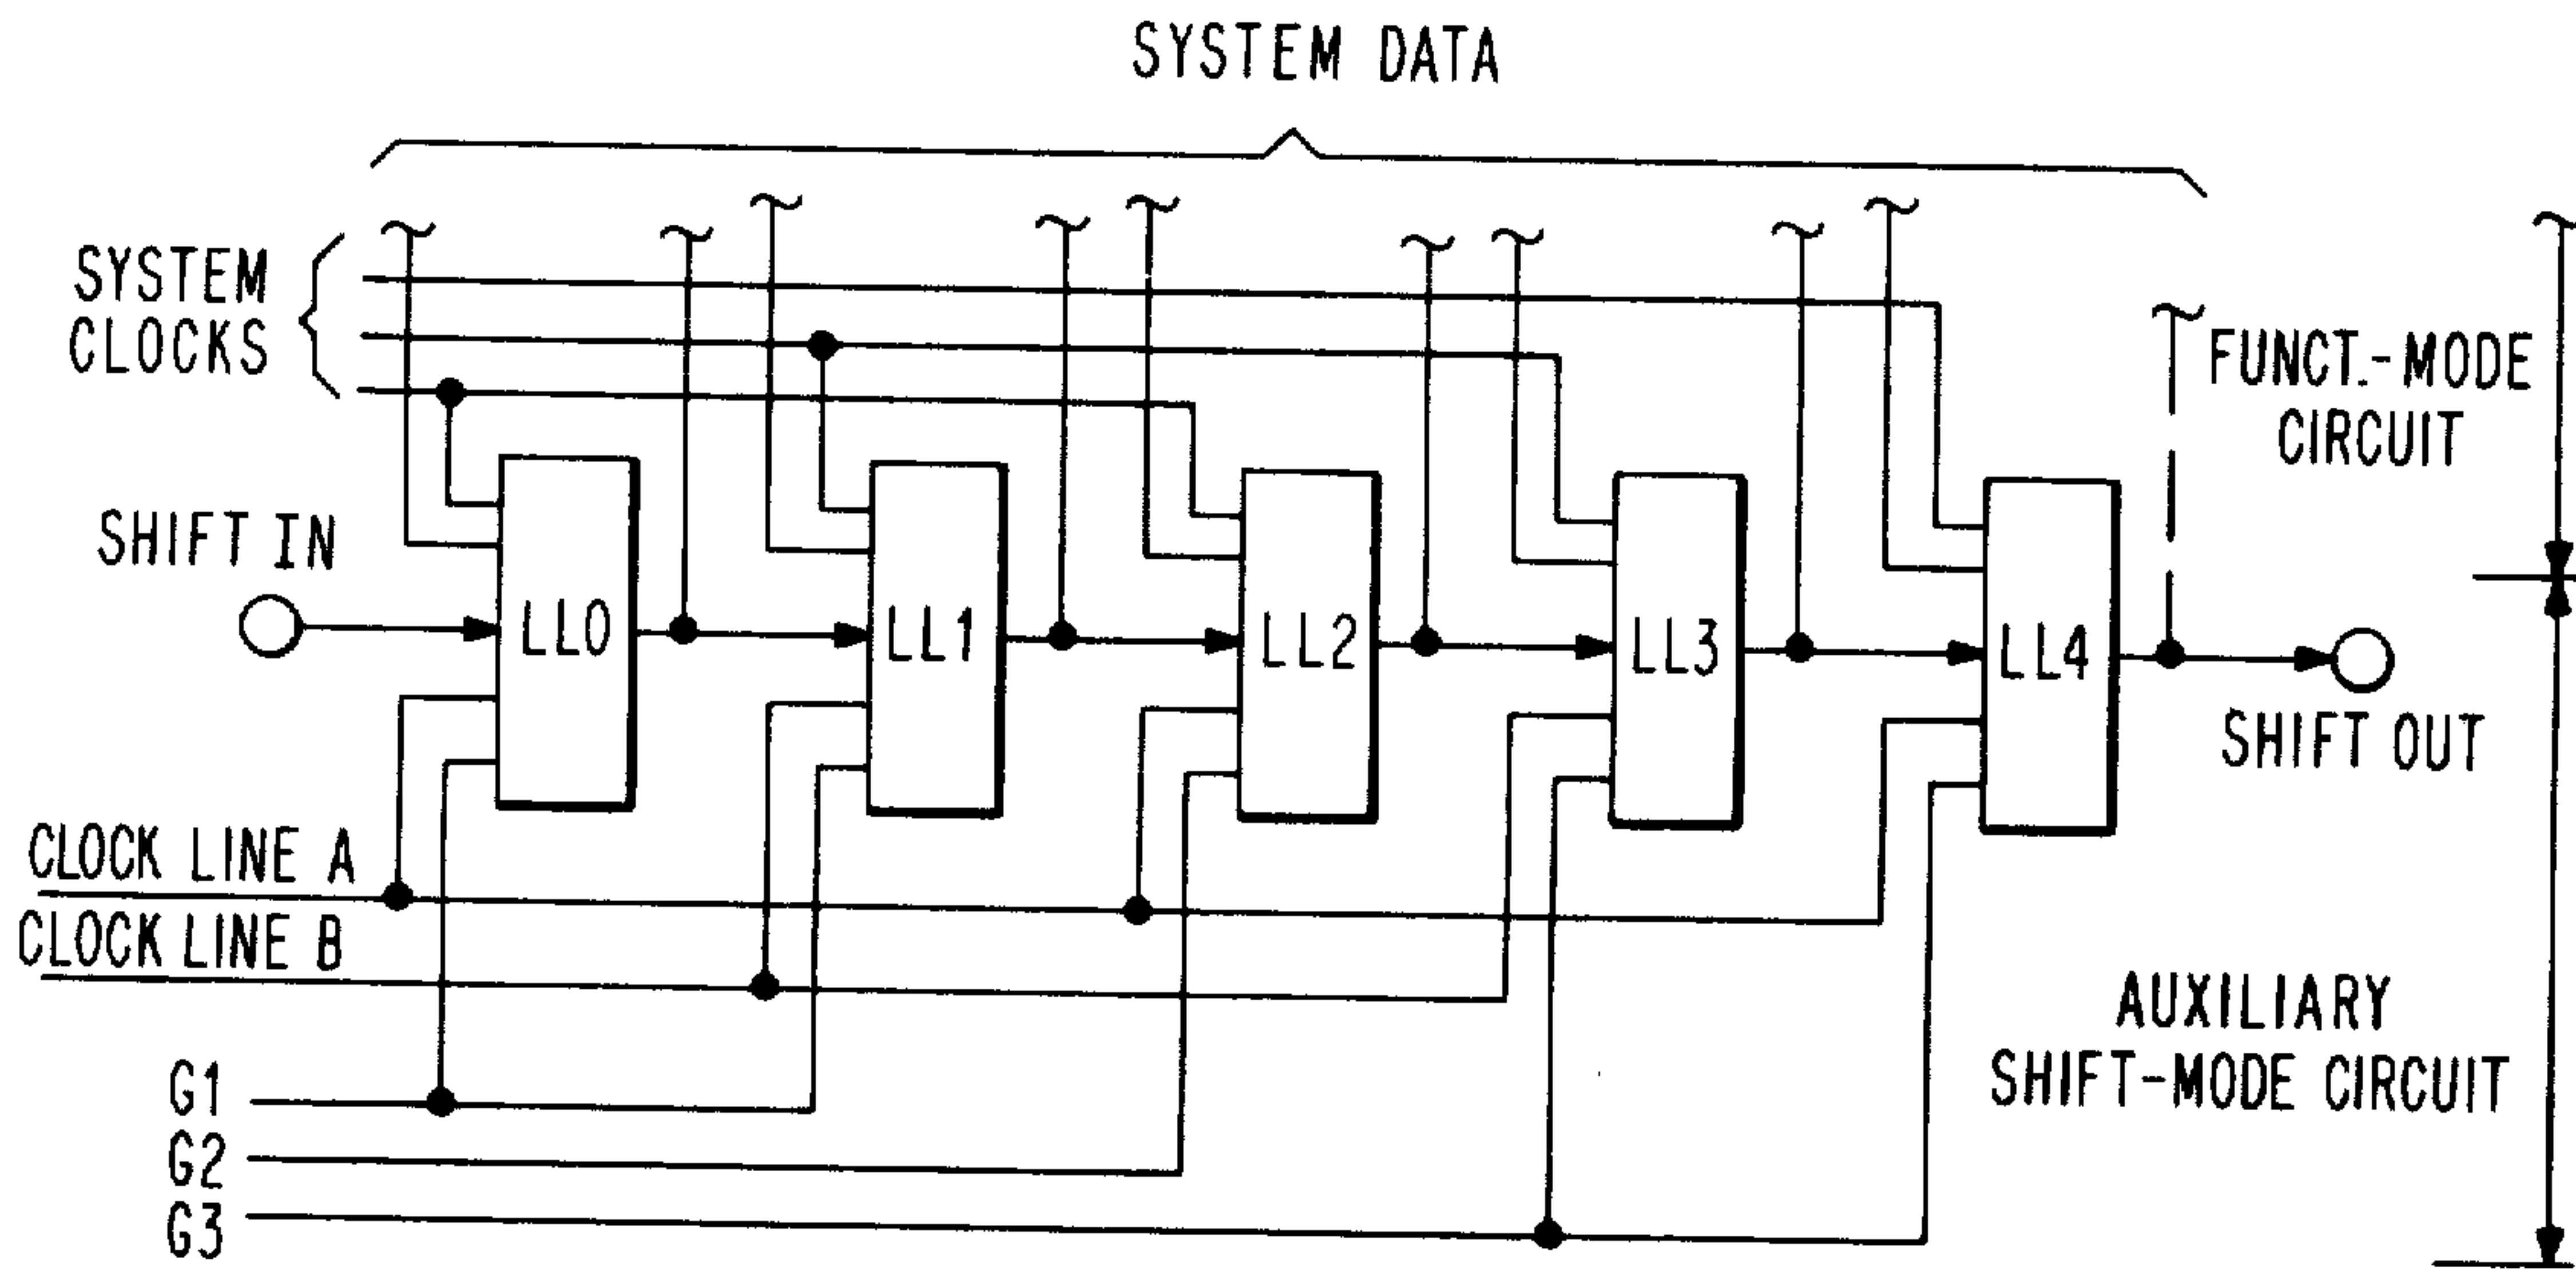 SYSTEM DATA
SYSTEM
CLOCKS
FUNCT.-MODE
CIRCUIT
SHIFT IN
LL0
LL1
LL2
LL3
LL4
SHIFT OUT
CLOCK LINE A
CLOCK LINE B
AUXILIARY
SHIFT-MODE CIRCUIT
G1
G2
G3